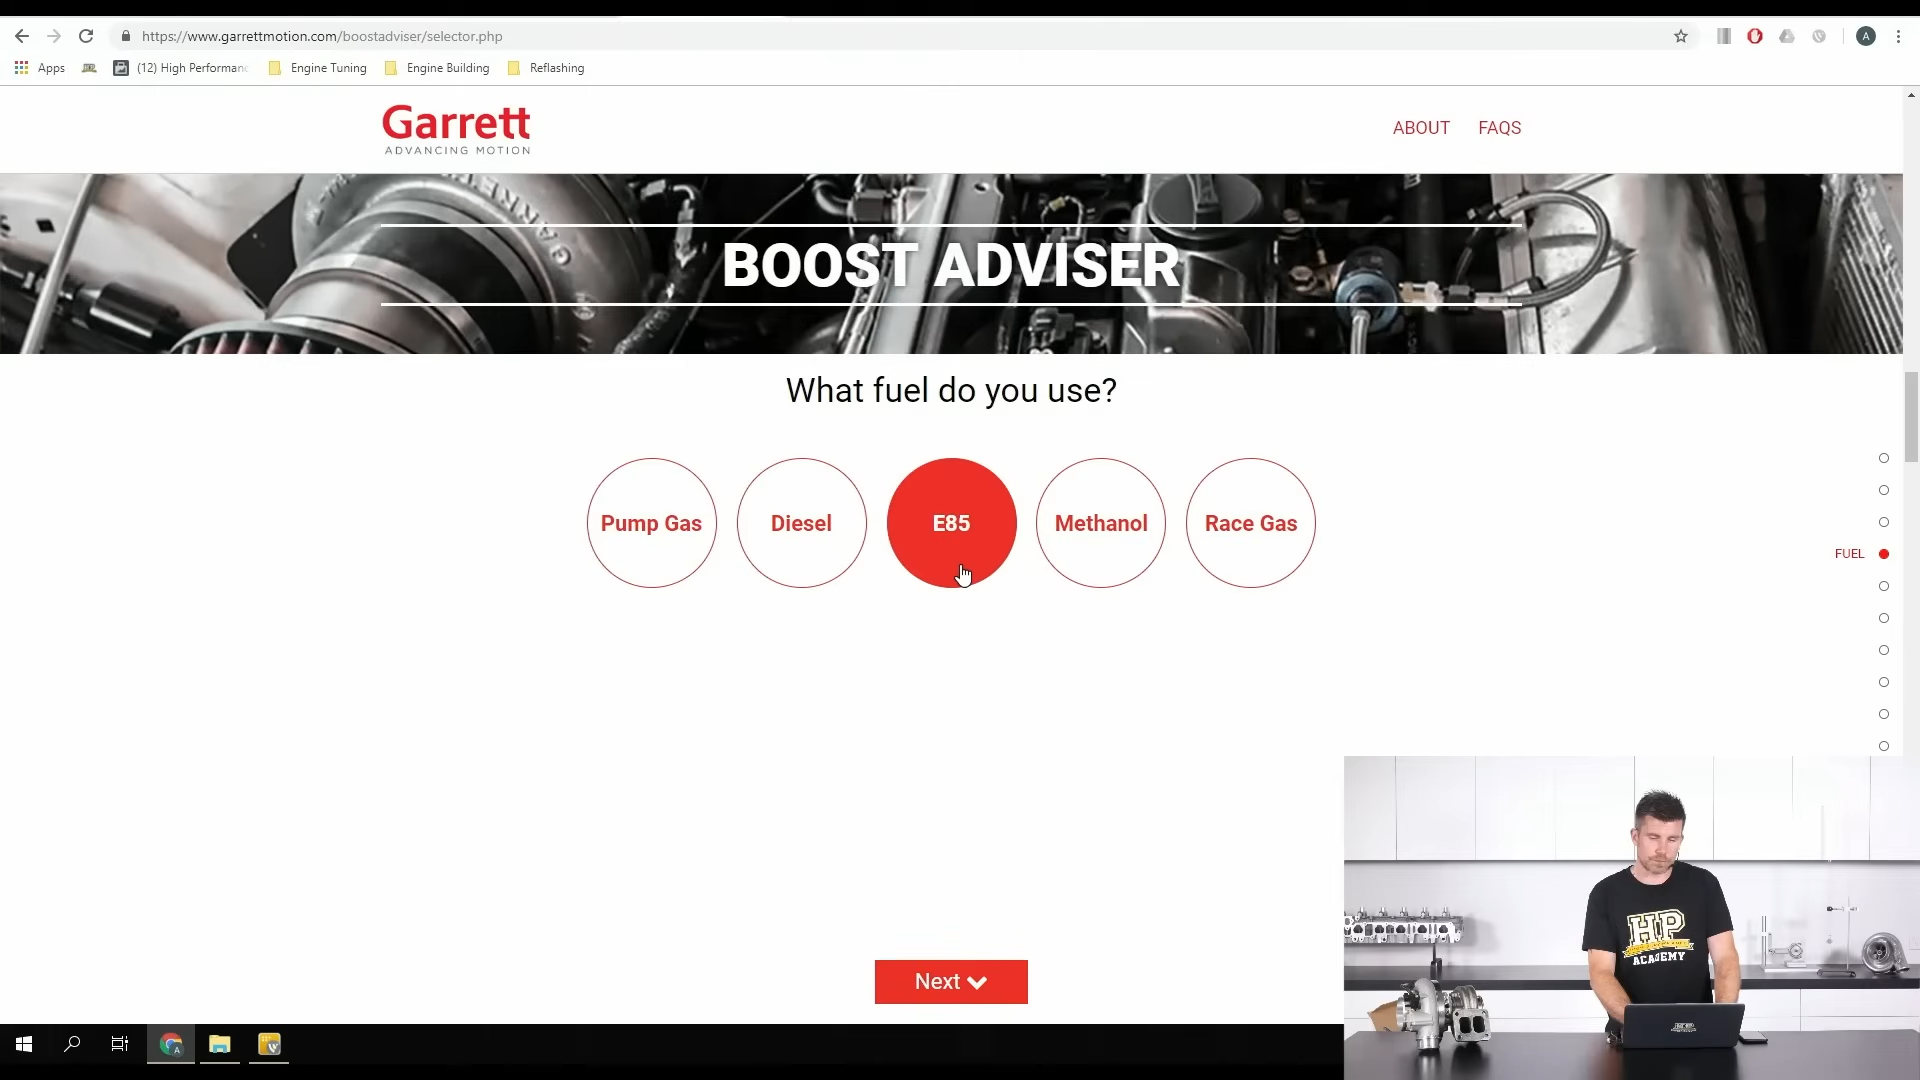 https://www.garrettmotion.com/boostadviser/selector.php
A
Apps
(12) High Performan
Engine Tuning
Engine Building
Reflashing
Garrett
ADVANCING MOTION
ABOUT
FAQS
BOOST ADVISER
What fuel do you use?
Pump Gas
Diesel
E85
Methanol
Race Gas
FUEL
Next
HP
ACADEMY